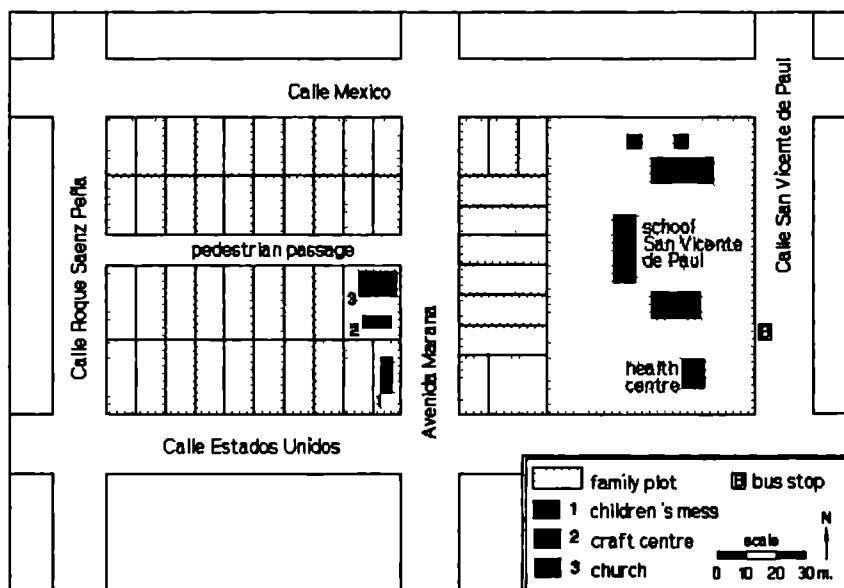 Calle Mexico
Calle San Vicente de Paul
Calle Roque Saenz Peña
pedestrian passage
school
San Vicente
de Paul
3
2
1
Avenida Marana
B
health
centre
Calle Estados Unidos
family plot
B bus stop
1 children's mess
2 craft centre
3 church
scale
N
0 10 20 30 m.